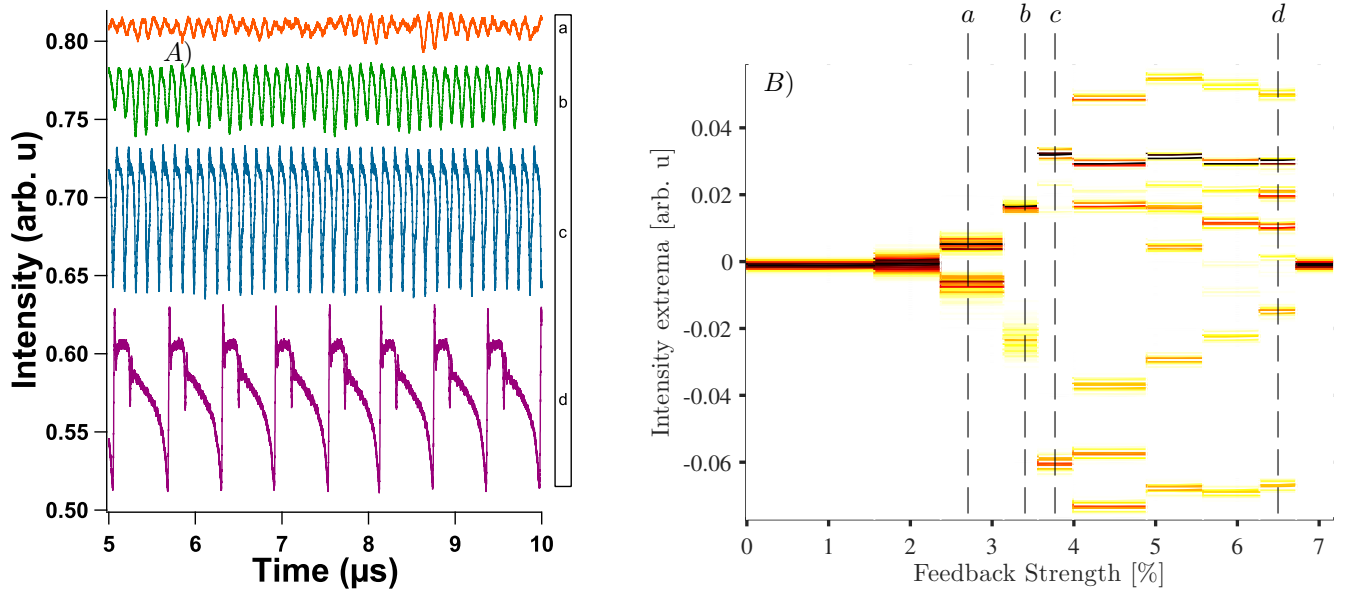 A)
0.80
0.75
0.70
0.65
0.60
0.55
0.50
Intensity (arb. u)
5
6
7
8
9
10
Time (µs)
a
b
c
d
B)
a
b
c
d
0.04
0.02
0
-0.02
-0.04
-0.06
Intensity extrema [arb. u]
0
1
2
3
4
5
6
7
Feedback Strength [%]